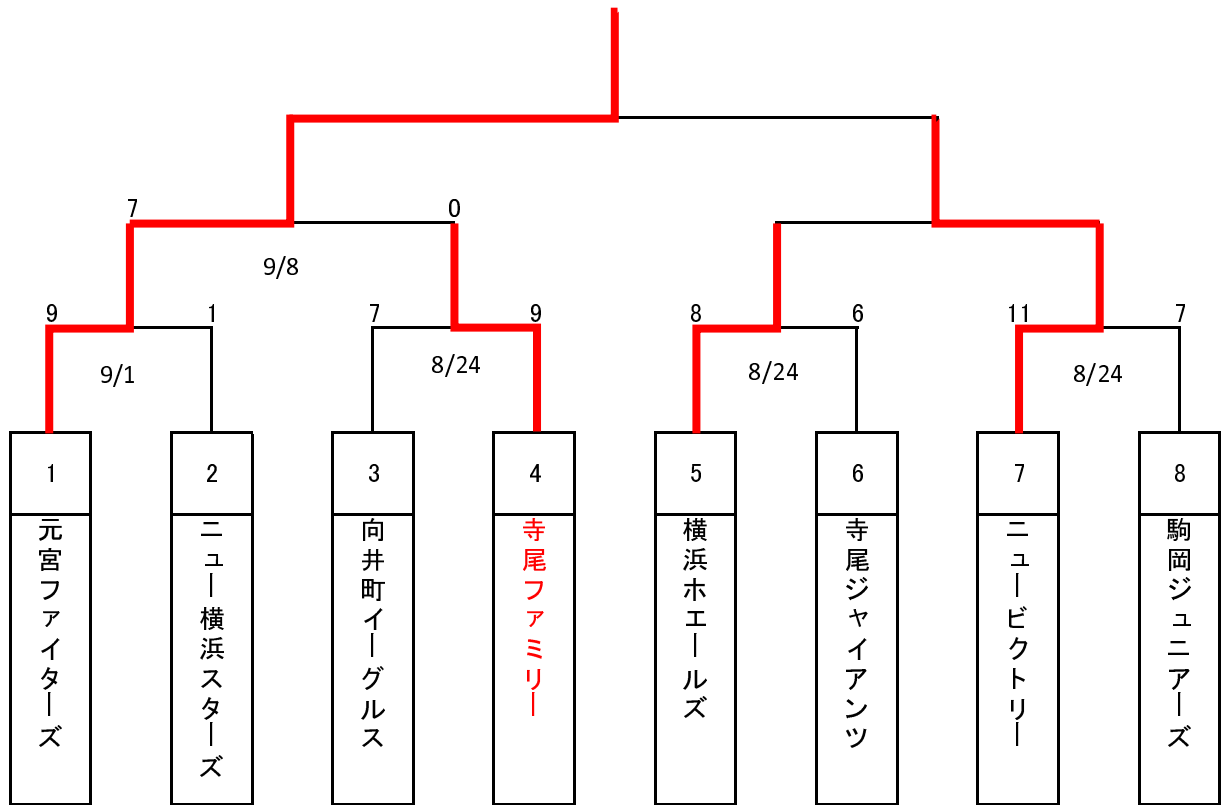 7
0
9/8
9
1
7
9
8
6
11
7
9/1
8/24
8/24
8/24
1
2
3
4
5
6
7
8
元宮ファイターズ
ニュー横浜スターズ
向井町イーグルス
寺尾ファミリー
横浜ホエールズ
寺尾ジャイアンツ
ニュービクトリー
駒岡ジュニアーズ